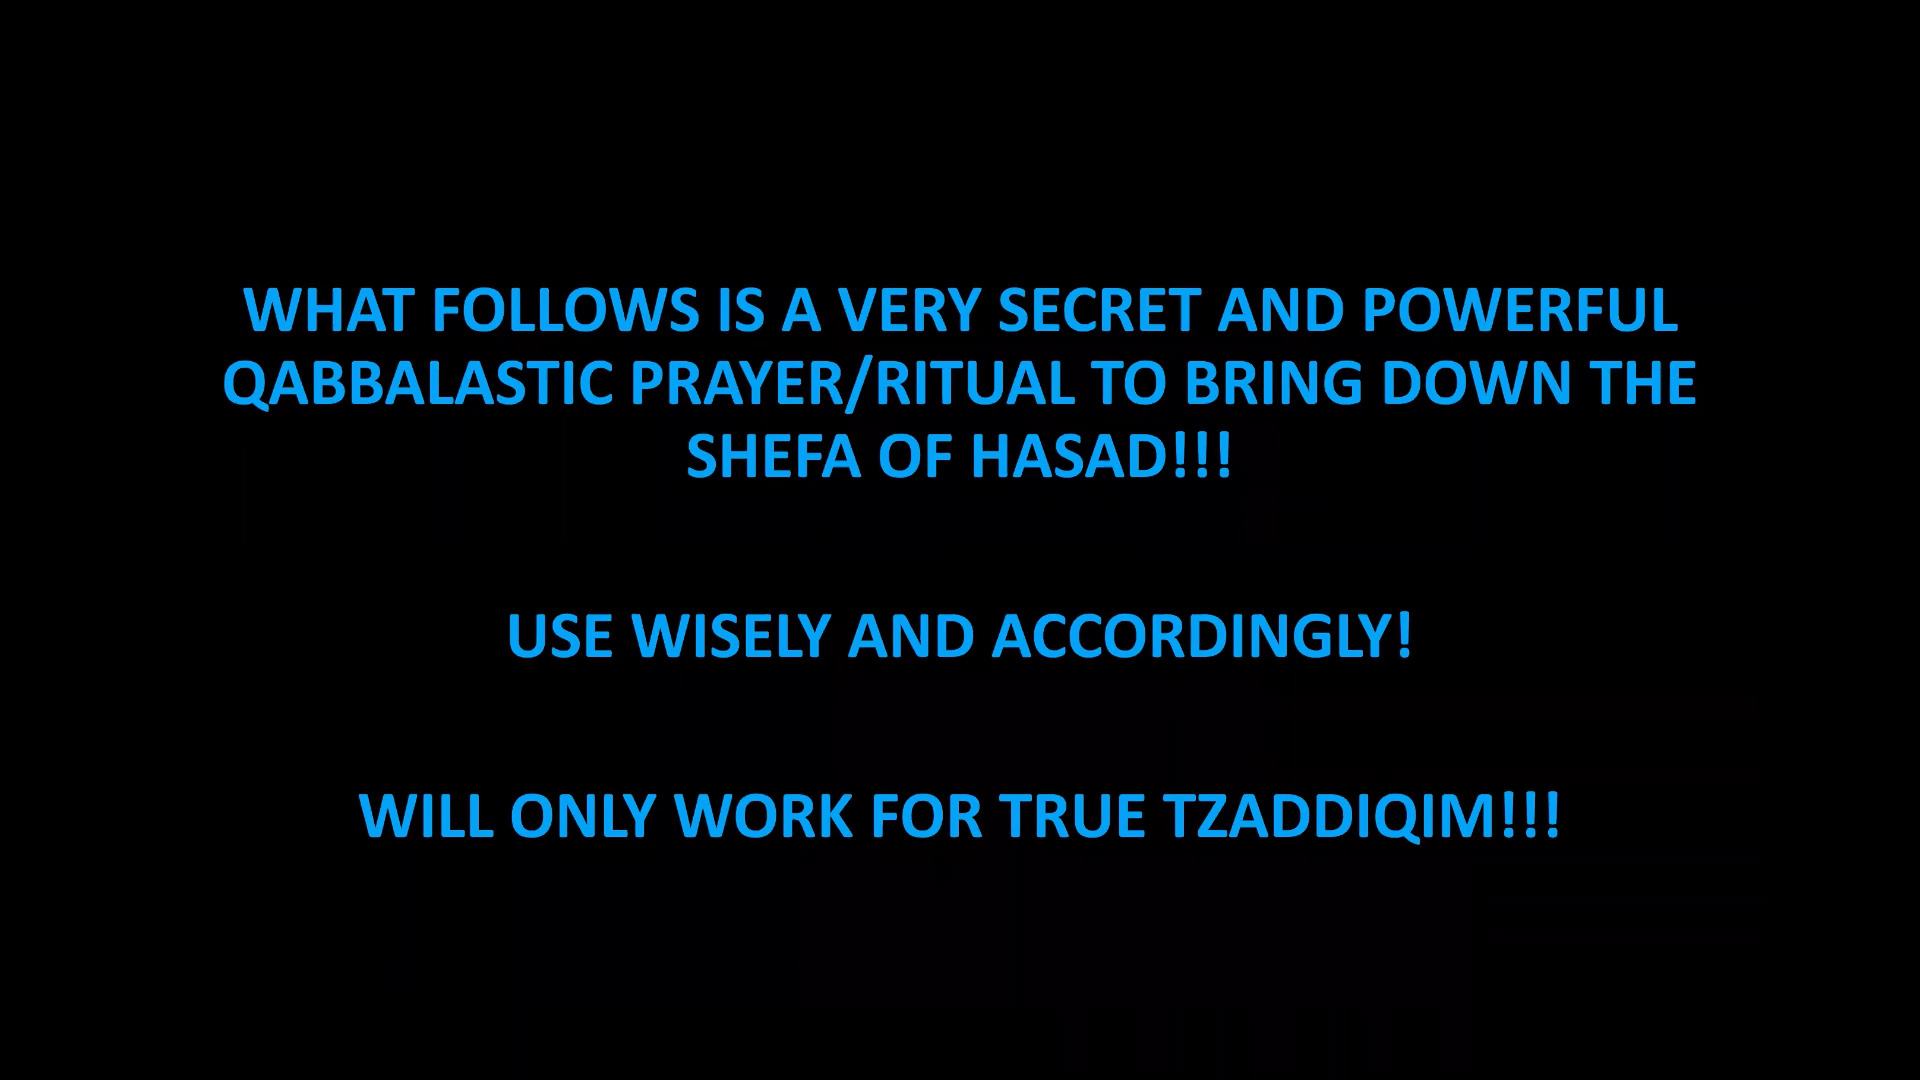 WHAT FOLLOWS IS A VERY SECRET AND POWERFUL
QABBALASTIC PRAYER/RITUAL TO BRING DOWN THE
SHEFA OF HASAD!!!
USE WISELY AND ACCORDINGLY!
WILL ONLY WORK FOR TRUE TZADDIQIM!!!